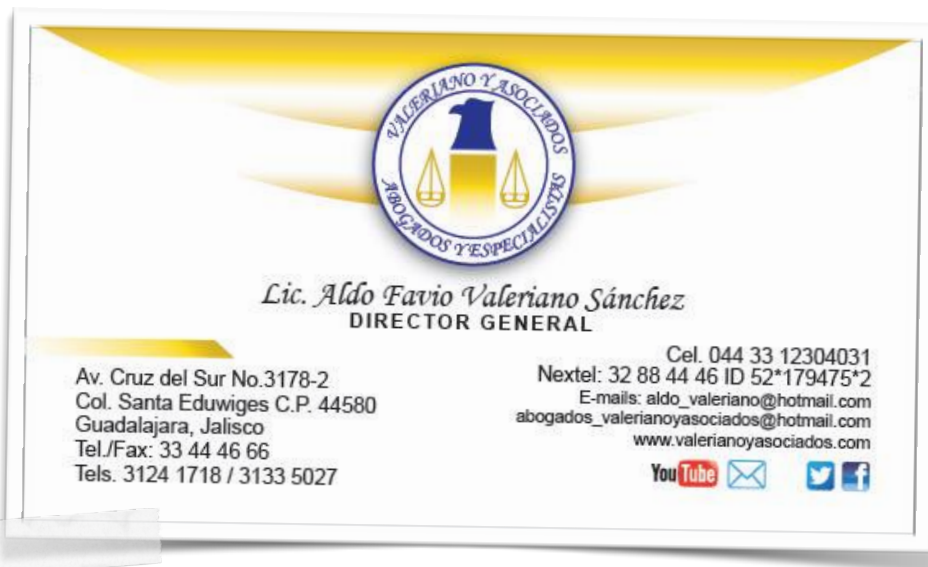 VALERIANO Y ASOCIADOS
ABOGADOS Y ESPECIALISTAS
Lic. Aldo Favio Valeriano Sánchez
DIRECTOR GENERAL
Av. Cruz del Sur No.3178-2
Col. Santa Eduwiges C.P. 44580
Guadalajara, Jalisco
Tel./Fax: 33 44 46 66
Tels. 3124 1718 / 3133 5027
Cel. 044 33 12304031
Nextel: 32 88 44 46 ID 52*179475*2
E-mails: aldo_valeriano@hotmail.com
abogados_valerianoyasociados@hotmail.com
www.valerianoyasociados.com
YouTube